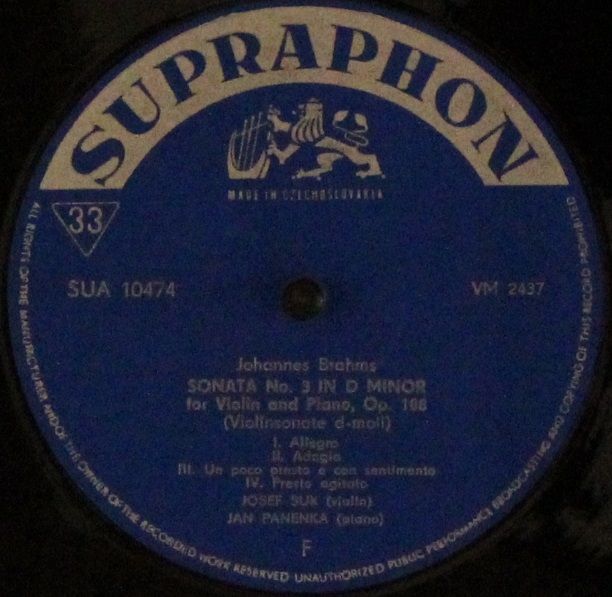 SUPRAPHON
MADE IN CZECHOSLOVAKIA
33
SUA 10474
VM 2437
Johannes Brahms
SONATA No. 3 IN D MINOR
for Violin and Piano, Op. 108
(Violinsonate d-moll)
I. Allegro
II. Adagio
III. Un poco presto e con sentimento
IV. Presto agitato
JOSEF SUK (violin)
JAN PANENKA (piano)
F
ALL RIGHTS OF THE MANUFACTURER AND OF THE OWNER OF THE RECORDED WORK RESERVED UNAUTHORIZED PUBLIC PERFORMANCE BROADCASTING AND COPYING OF THIS RECORD PROHIBITED